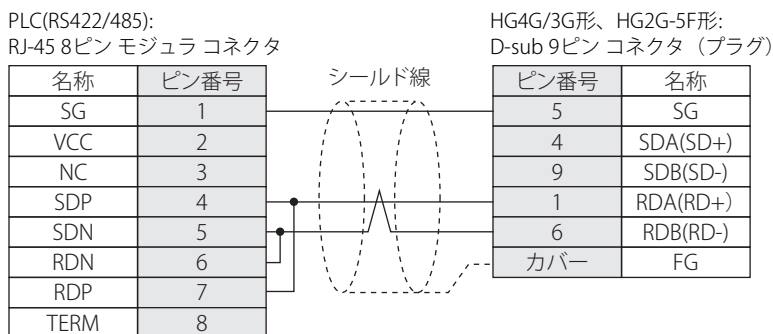 PLC(RS422/485):
RJ-45 8ピン モジュラ コネクタ
HG4G/3G形、HG2G-5F形:
D-sub 9ピン コネクタ（プラグ）
シールド線
名称 ピン番号
SG 1
VCC 2
NC 3
SDP 4
SDN 5
RDN 6
RDP 7
TERM 8
ピン番号 名称
5 SG
4 SDA(SD+)
9 SDB(SD-)
1 RDA(RD+)
6 RDB(RD-)
カバー FG